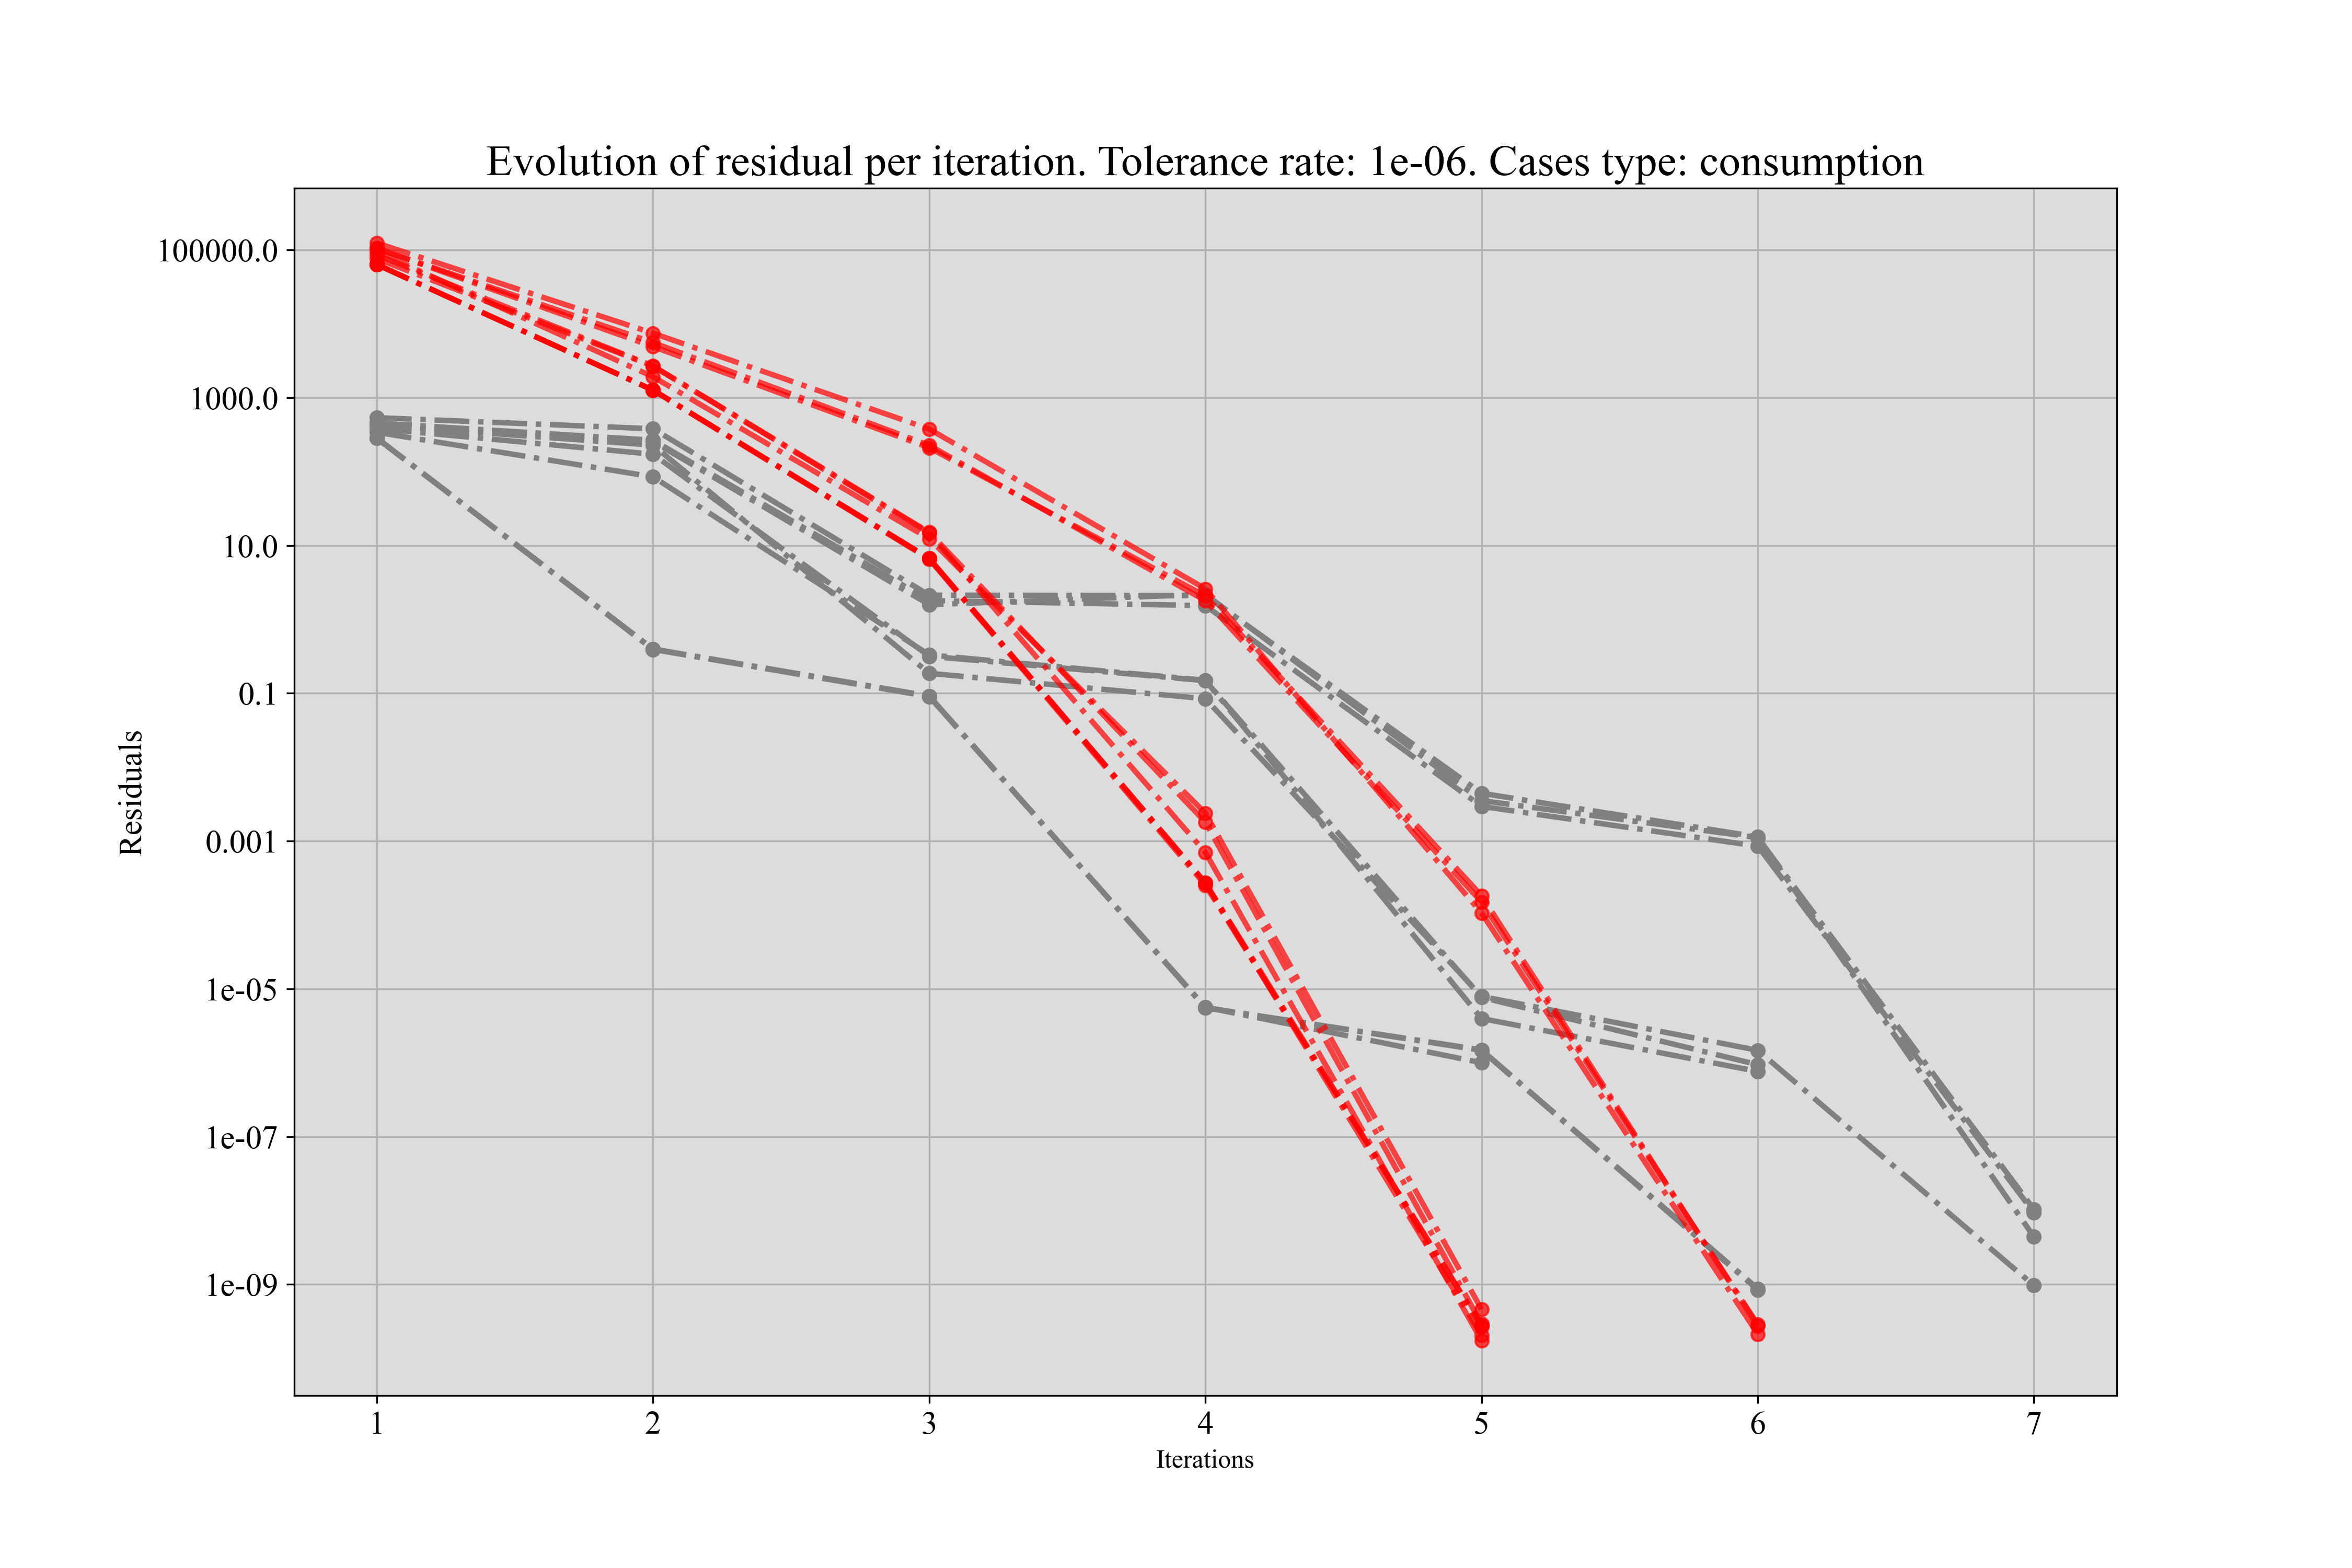 Evolution of residual per iteration. Tolerance rate: 1e-06. Cases type: consumption
100000.0
1000.0
10.0
0.1
0.001
1e-05
1e-07
1e-09
Residuals
1 2 3 4 5 6 7
Iterations